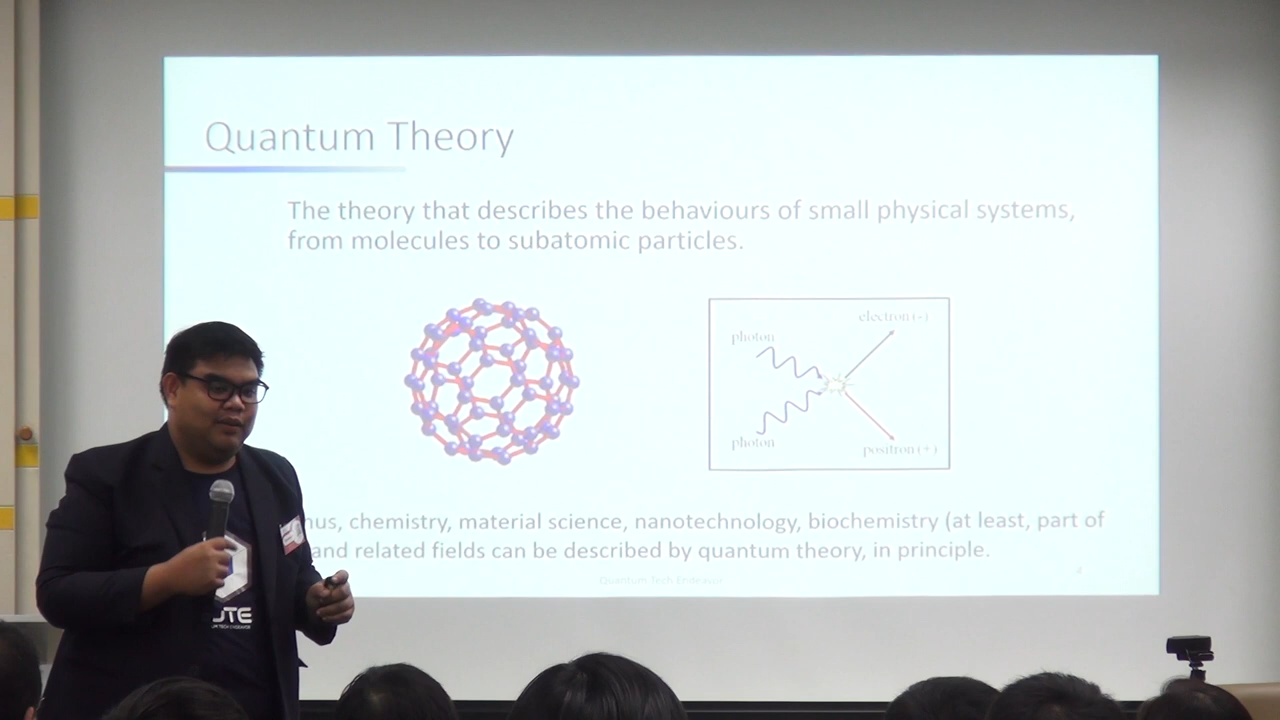 Quantum Theory
The theory that describes the behaviours of small physical systems,
from molecules to subatomic particles.
electron (-)
photon
photon
positron (+)
hus, chemistry, material science, nanotechnology, biochemistry (at least, part of
and related fields can be described by quantum theory, in principle.
Quantum Tech Endeavor
4
QTE